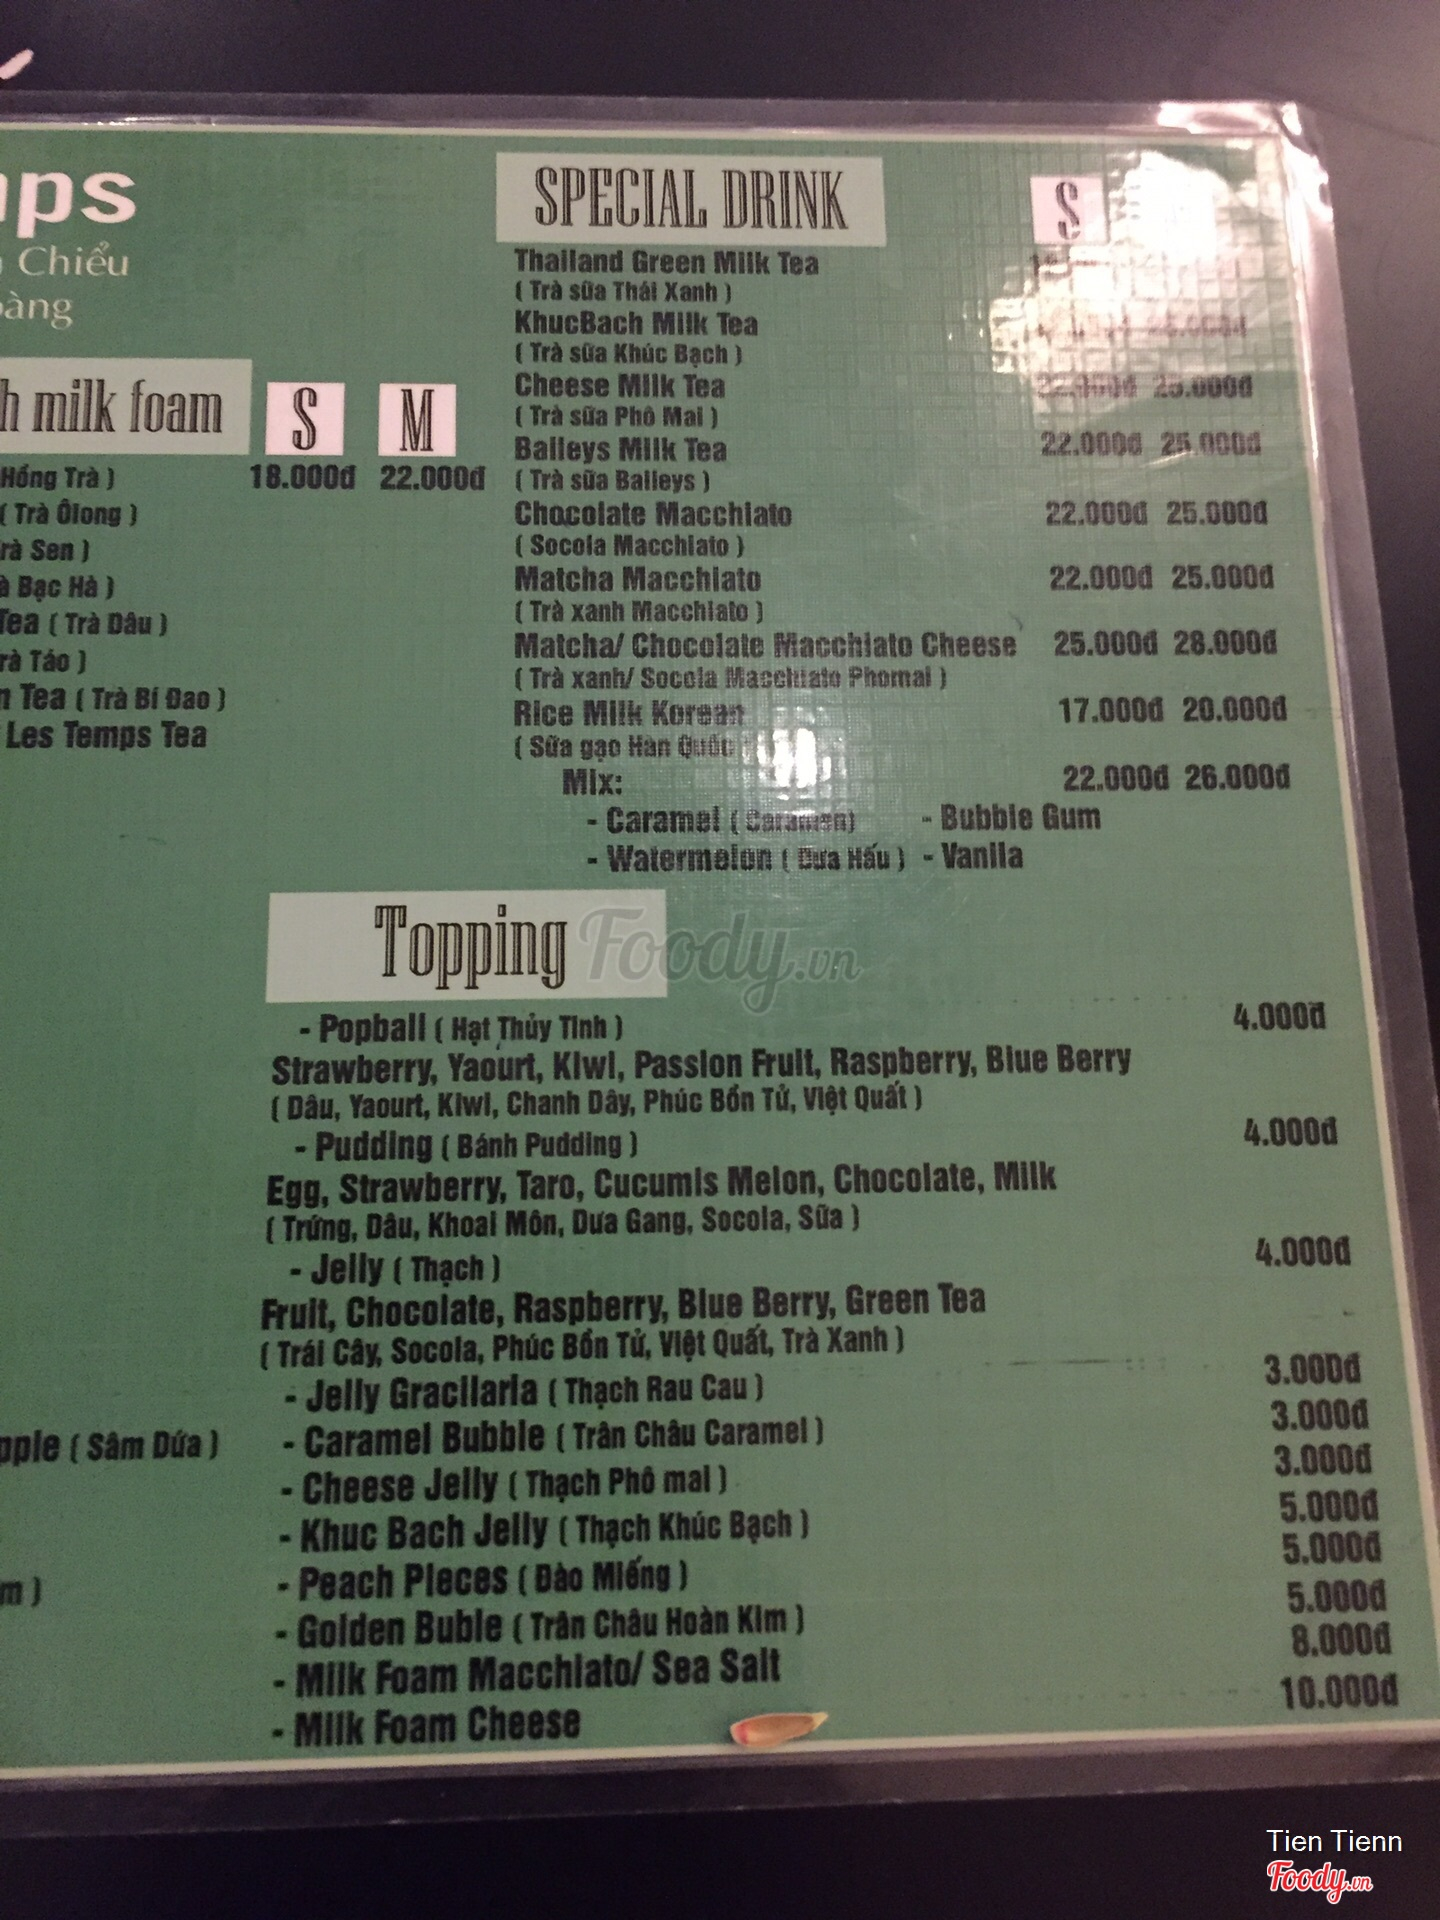 mps
Chiểu
oàng
h milk foam S M
Hồng Trà ) 18.000đ 22.000đ
( Trà Ôlong )
rà Sen )
à Bạc Hà )
Tea ( Trà Dâu )
rà Táo )
n Tea ( Trà Bí Đao )
Les Temps Tea
pple ( Sâm Dứa )
m )
SPECIAL DRINK S
Thailand Green Milk Tea
( Trà sữa Thái Xanh )
KhucBach Milk Tea
( Trà sữa Khúc Bạch )
Cheese Milk Tea 22.000đ 25.000đ
( Trà sữa Phô Mai )
Baileys Milk Tea 22.000đ 25.000đ
( Trà sữa Baileys )
Chocolate Macchiato 22.000đ 25.000đ
( Socola Macchiato )
Matcha Macchiato 22.000đ 25.000đ
( Trà xanh Macchiato )
Matcha/ Chocolate Macchiato Cheese 25.000đ 28.000đ
( Trà xanh/ Socola Macchiato Phomai )
Rice Milk Korean 17.000đ 20.000đ
( Sữa gạo Hàn Quốc
Mix: 22.000đ 26.000đ
- Caramel ( Caramen) - Bubble Gum
- Watermelon ( Dưa Hấu ) - Vanila
Topping
Foody.vn
- Popball ( Hạt Thủy Tinh ) 4.000đ
Strawberry, Yaourt, Kiwi, Passion Fruit, Raspberry, Blue Berry
( Dâu, Yaourt, Kiwi, Chanh Dây, Phúc Bồn Tử, Việt Quất )
- Pudding ( Bánh Pudding ) 4.000đ
Egg, Strawberry, Taro, Cucumis Melon, Chocolate, Milk
( Trứng, Dâu, Khoai Môn, Dưa Gang, Socola, Sữa )
- Jelly ( Thạch ) 4.000đ
Fruit, Chocolate, Raspberry, Blue Berry, Green Tea
( Trái Cây, Socola, Phúc Bồn Tử, Việt Quất, Trà Xanh )
- Jelly Gracilaria ( Thạch Rau Cau ) 3.000đ
- Caramel Bubble ( Trân Châu Caramel ) 3.000đ
- Cheese Jelly ( Thạch Phô mai ) 3.000đ
- Khuc Bach Jelly ( Thạch Khúc Bạch ) 5.000đ
- Peach Pieces ( Đào Miếng ) 5.000đ
- Golden Buble ( Trân Châu Hoàn Kim ) 5.000đ
- Milk Foam Macchiato/ Sea Salt 8.000đ
- Milk Foam Cheese 10.000đ
Tien Tienn
Foody.vn